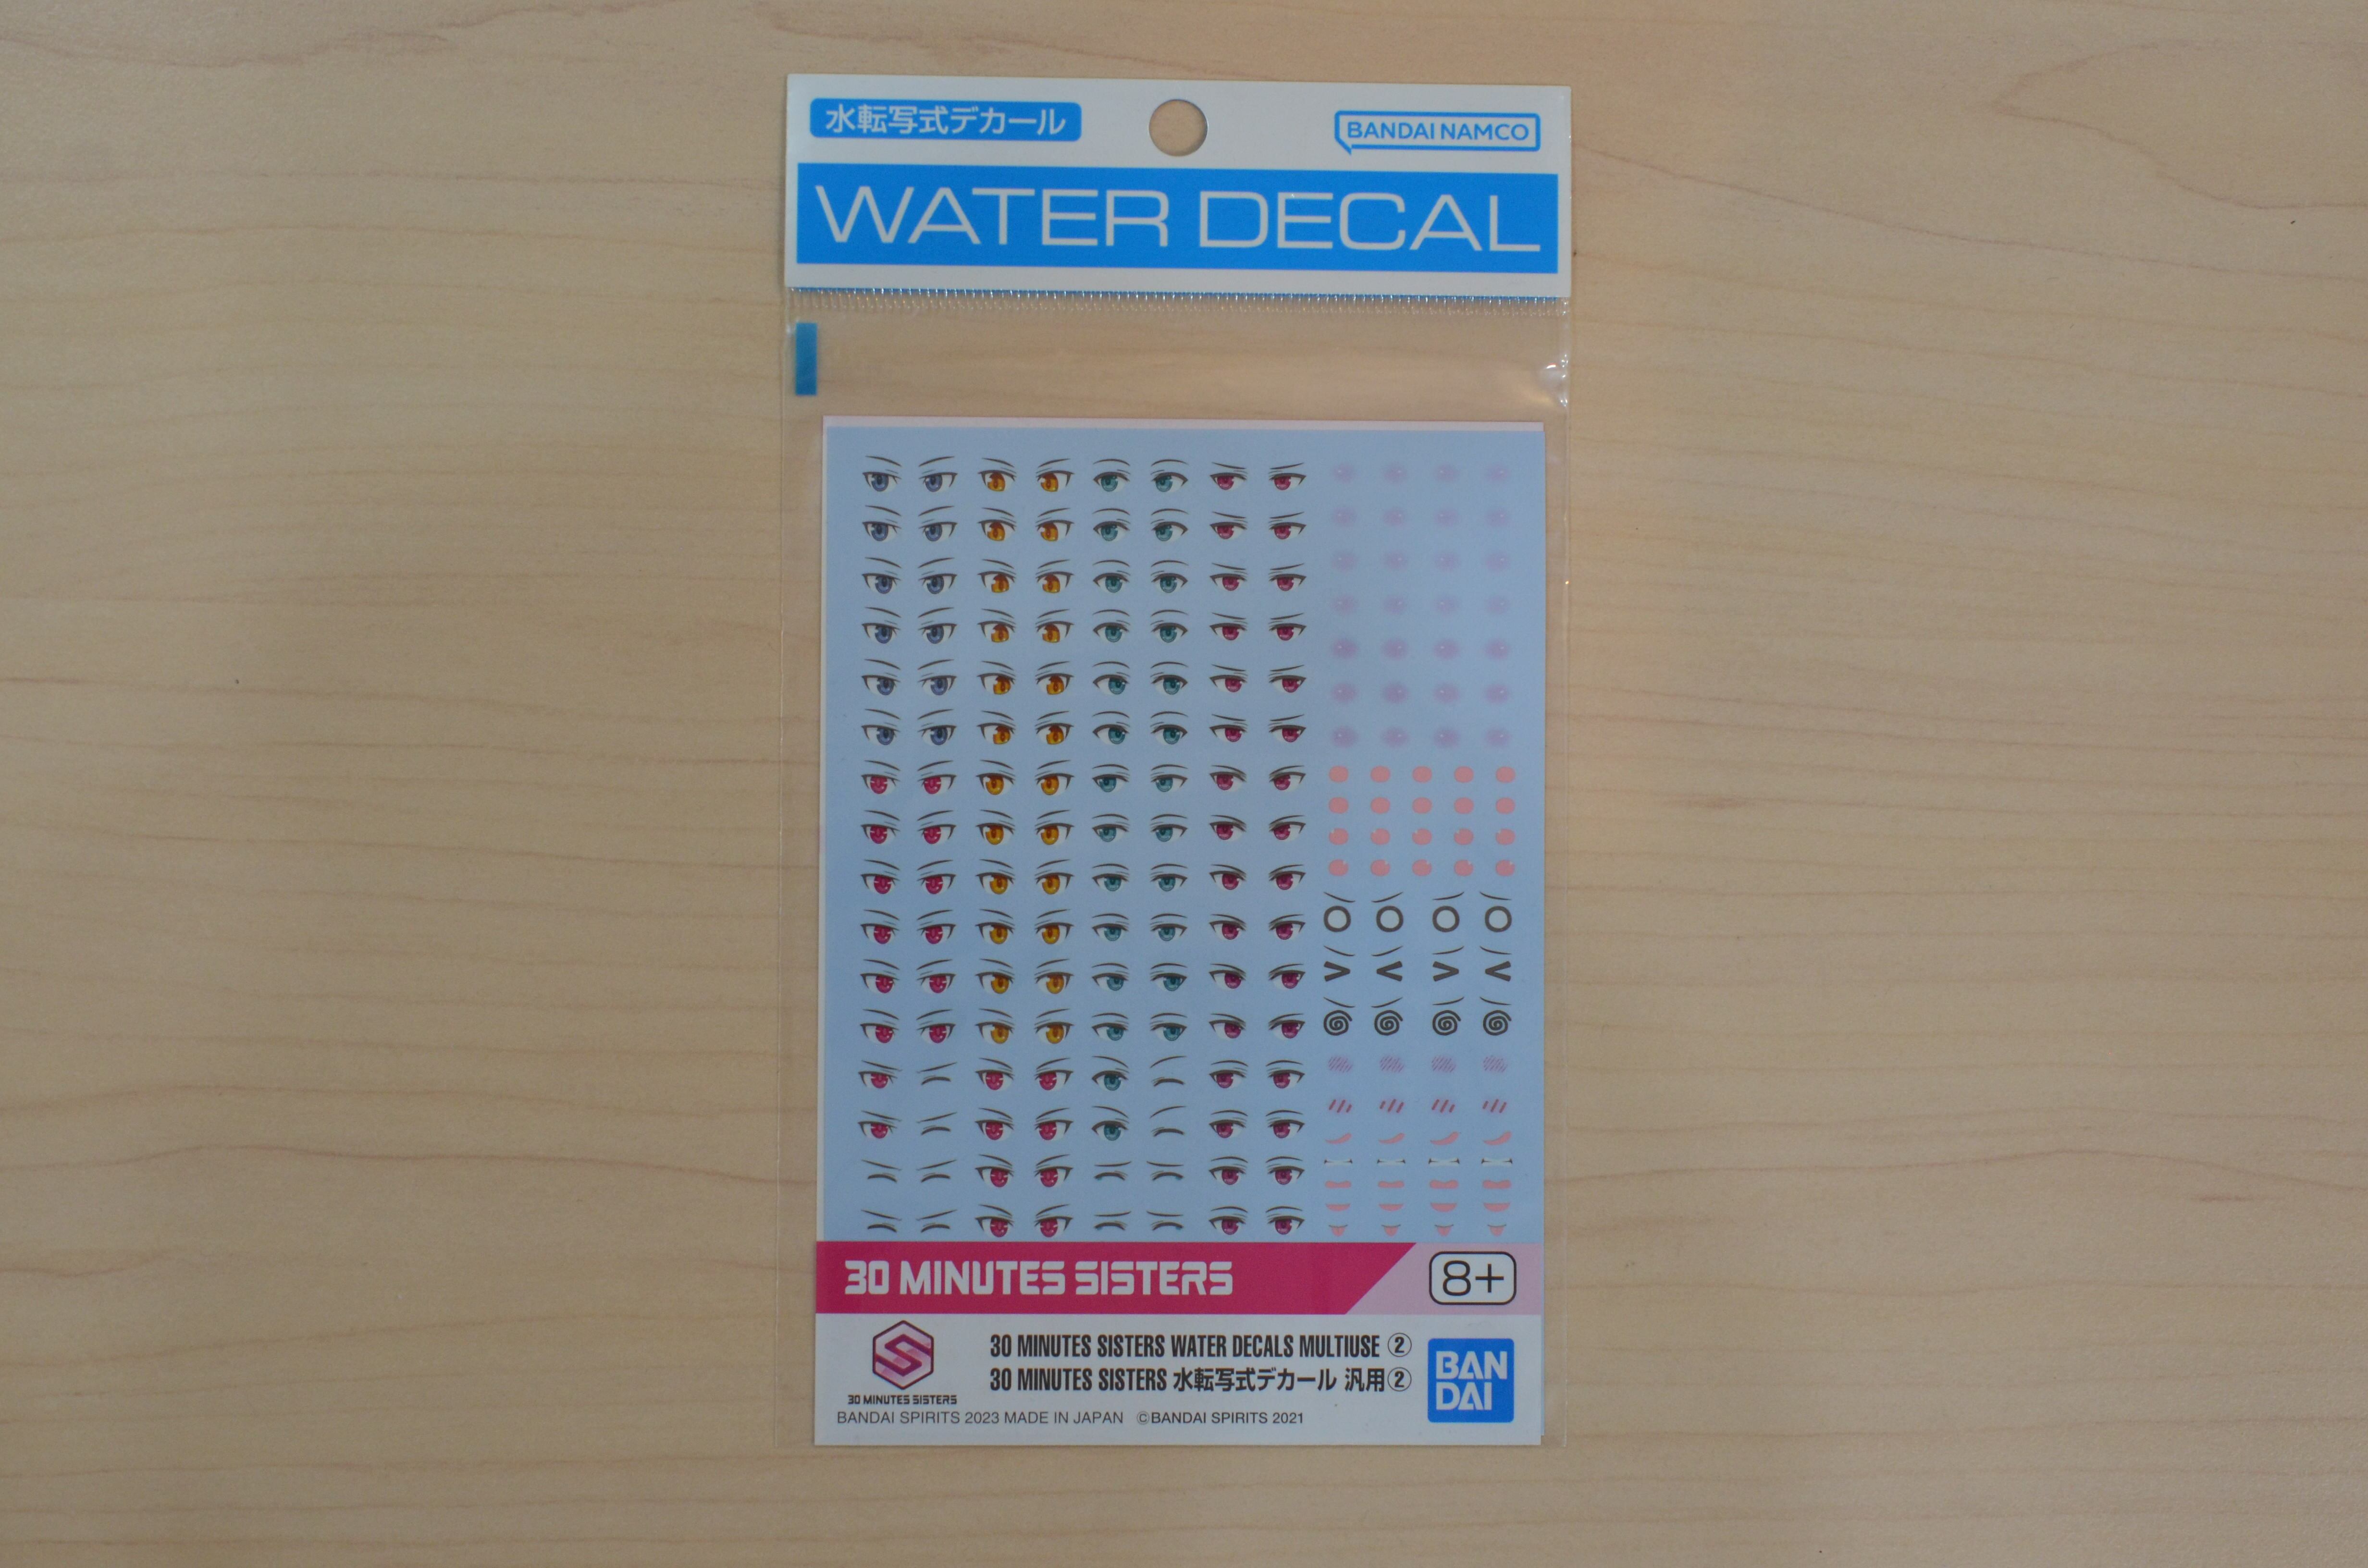 水転写式デカール
BANDAI NAMCO
WATER DECAL
30 MINUTES SISTERS
8+
30 MINUTES SISTERS WATER DECALS MULTIUSE ②
30 MINUTES SISTERS 水転写式デカール 汎用②
BAN
DAI
30 MINUTES SISTERS
BANDAI SPIRITS 2023 MADE IN JAPAN ©BANDAI SPIRITS 2021